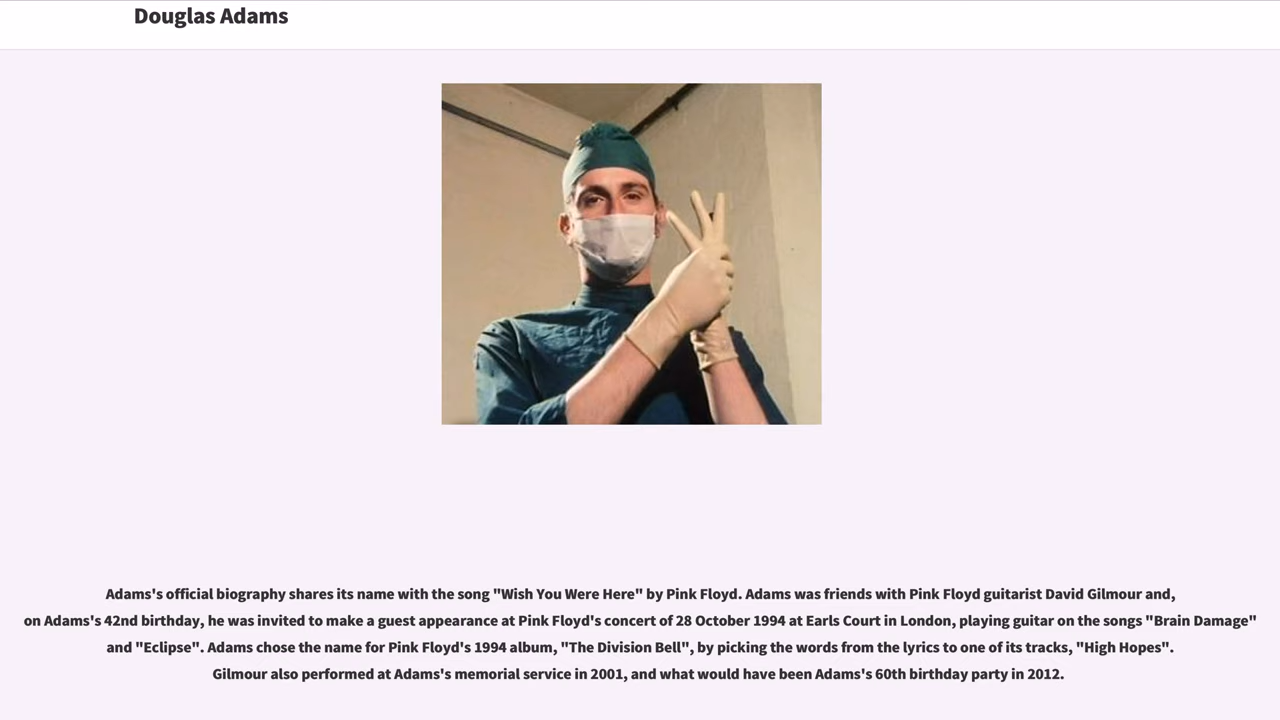 Douglas Adams
Adams's official biography shares its name with the song "Wish You Were Here" by Pink Floyd. Adams was friends with Pink Floyd guitarist David Gilmour and,
on Adams's 42nd birthday, he was invited to make a guest appearance at Pink Floyd's concert of 28 October 1994 at Earls Court in London, playing guitar on the songs "Brain Damage"
and "Eclipse". Adams chose the name for Pink Floyd's 1994 album, "The Division Bell", by picking the words from the lyrics to one of its tracks, "High Hopes".
Gilmour also performed at Adams's memorial service in 2001, and what would have been Adams's 60th birthday party in 2012.